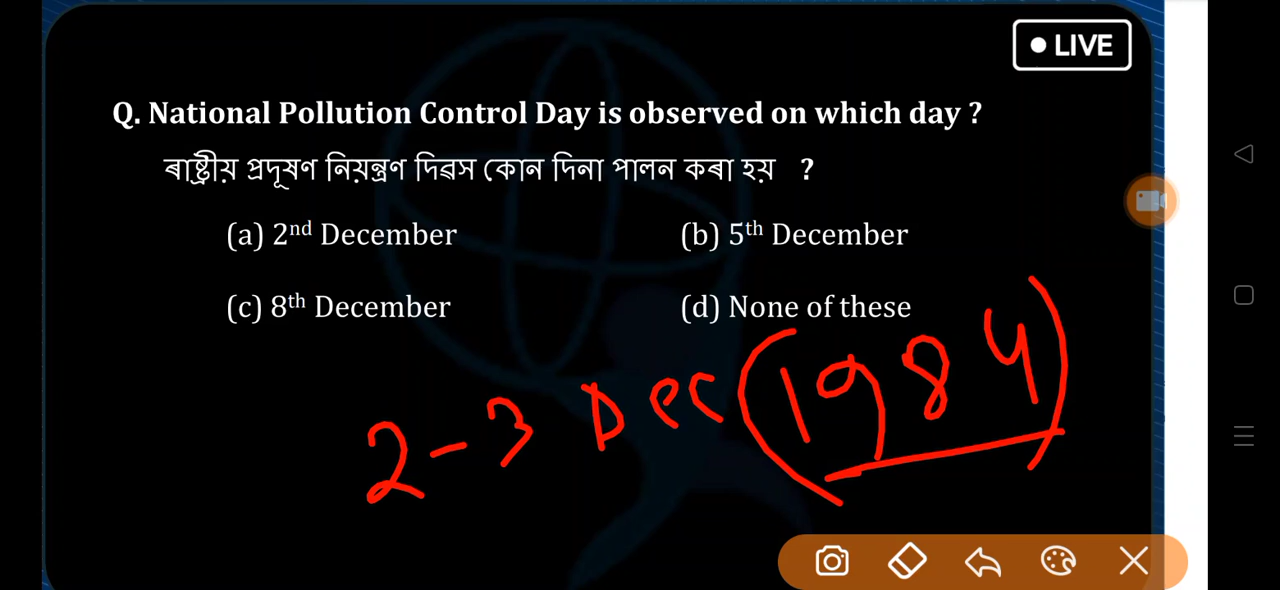 ● LIVE
Q. National Pollution Control Day is observed on which day ?
ৰাষ্ট্ৰীয় প্ৰদূষণ নিয়ন্ত্ৰণ দিৱস কোন দিনা পালন কৰা হয় ?
(a) 2nd December (b) 5th December
(c) 8th December (d) None of these
2-3 Dec (1984)